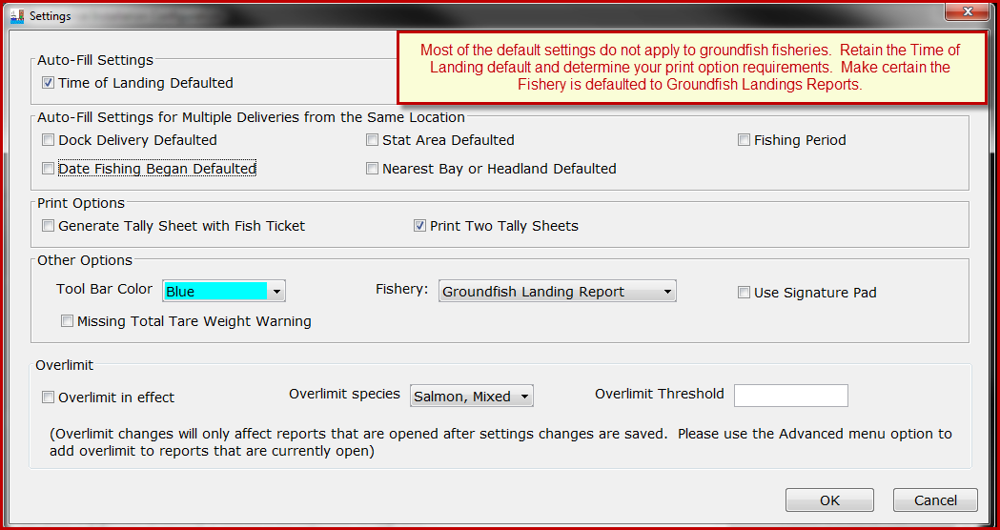 Settings
Most of the default settings do not apply to groundfish fisheries.  Retain the Time of
Landing default and determine your print option requirements.  Make certain the
Fishery is defaulted to Groundfish Landings Reports.
Auto-Fill Settings
Time of Landing Defaulted
Auto-Fill Settings for Multiple Deliveries from the Same Location
Dock Delivery Defaulted
Stat Area Defaulted
Fishing Period
Date Fishing Began Defaulted
Nearest Bay or Headland Defaulted
Print Options
Generate Tally Sheet with Fish Ticket
Print Two Tally Sheets
Other Options
Tool Bar Color
Blue
Fishery:
Groundfish Landing Report
Use Signature Pad
Missing Total Tare Weight Warning
Overlimit
Overlimit in effect
Overlimit species
Salmon, Mixed
Overlimit Threshold
(Overlimit changes will only affect reports that are opened after settings changes are saved.  Please use the Advanced menu option to
add overlimit to reports that are currently open)
OK
Cancel